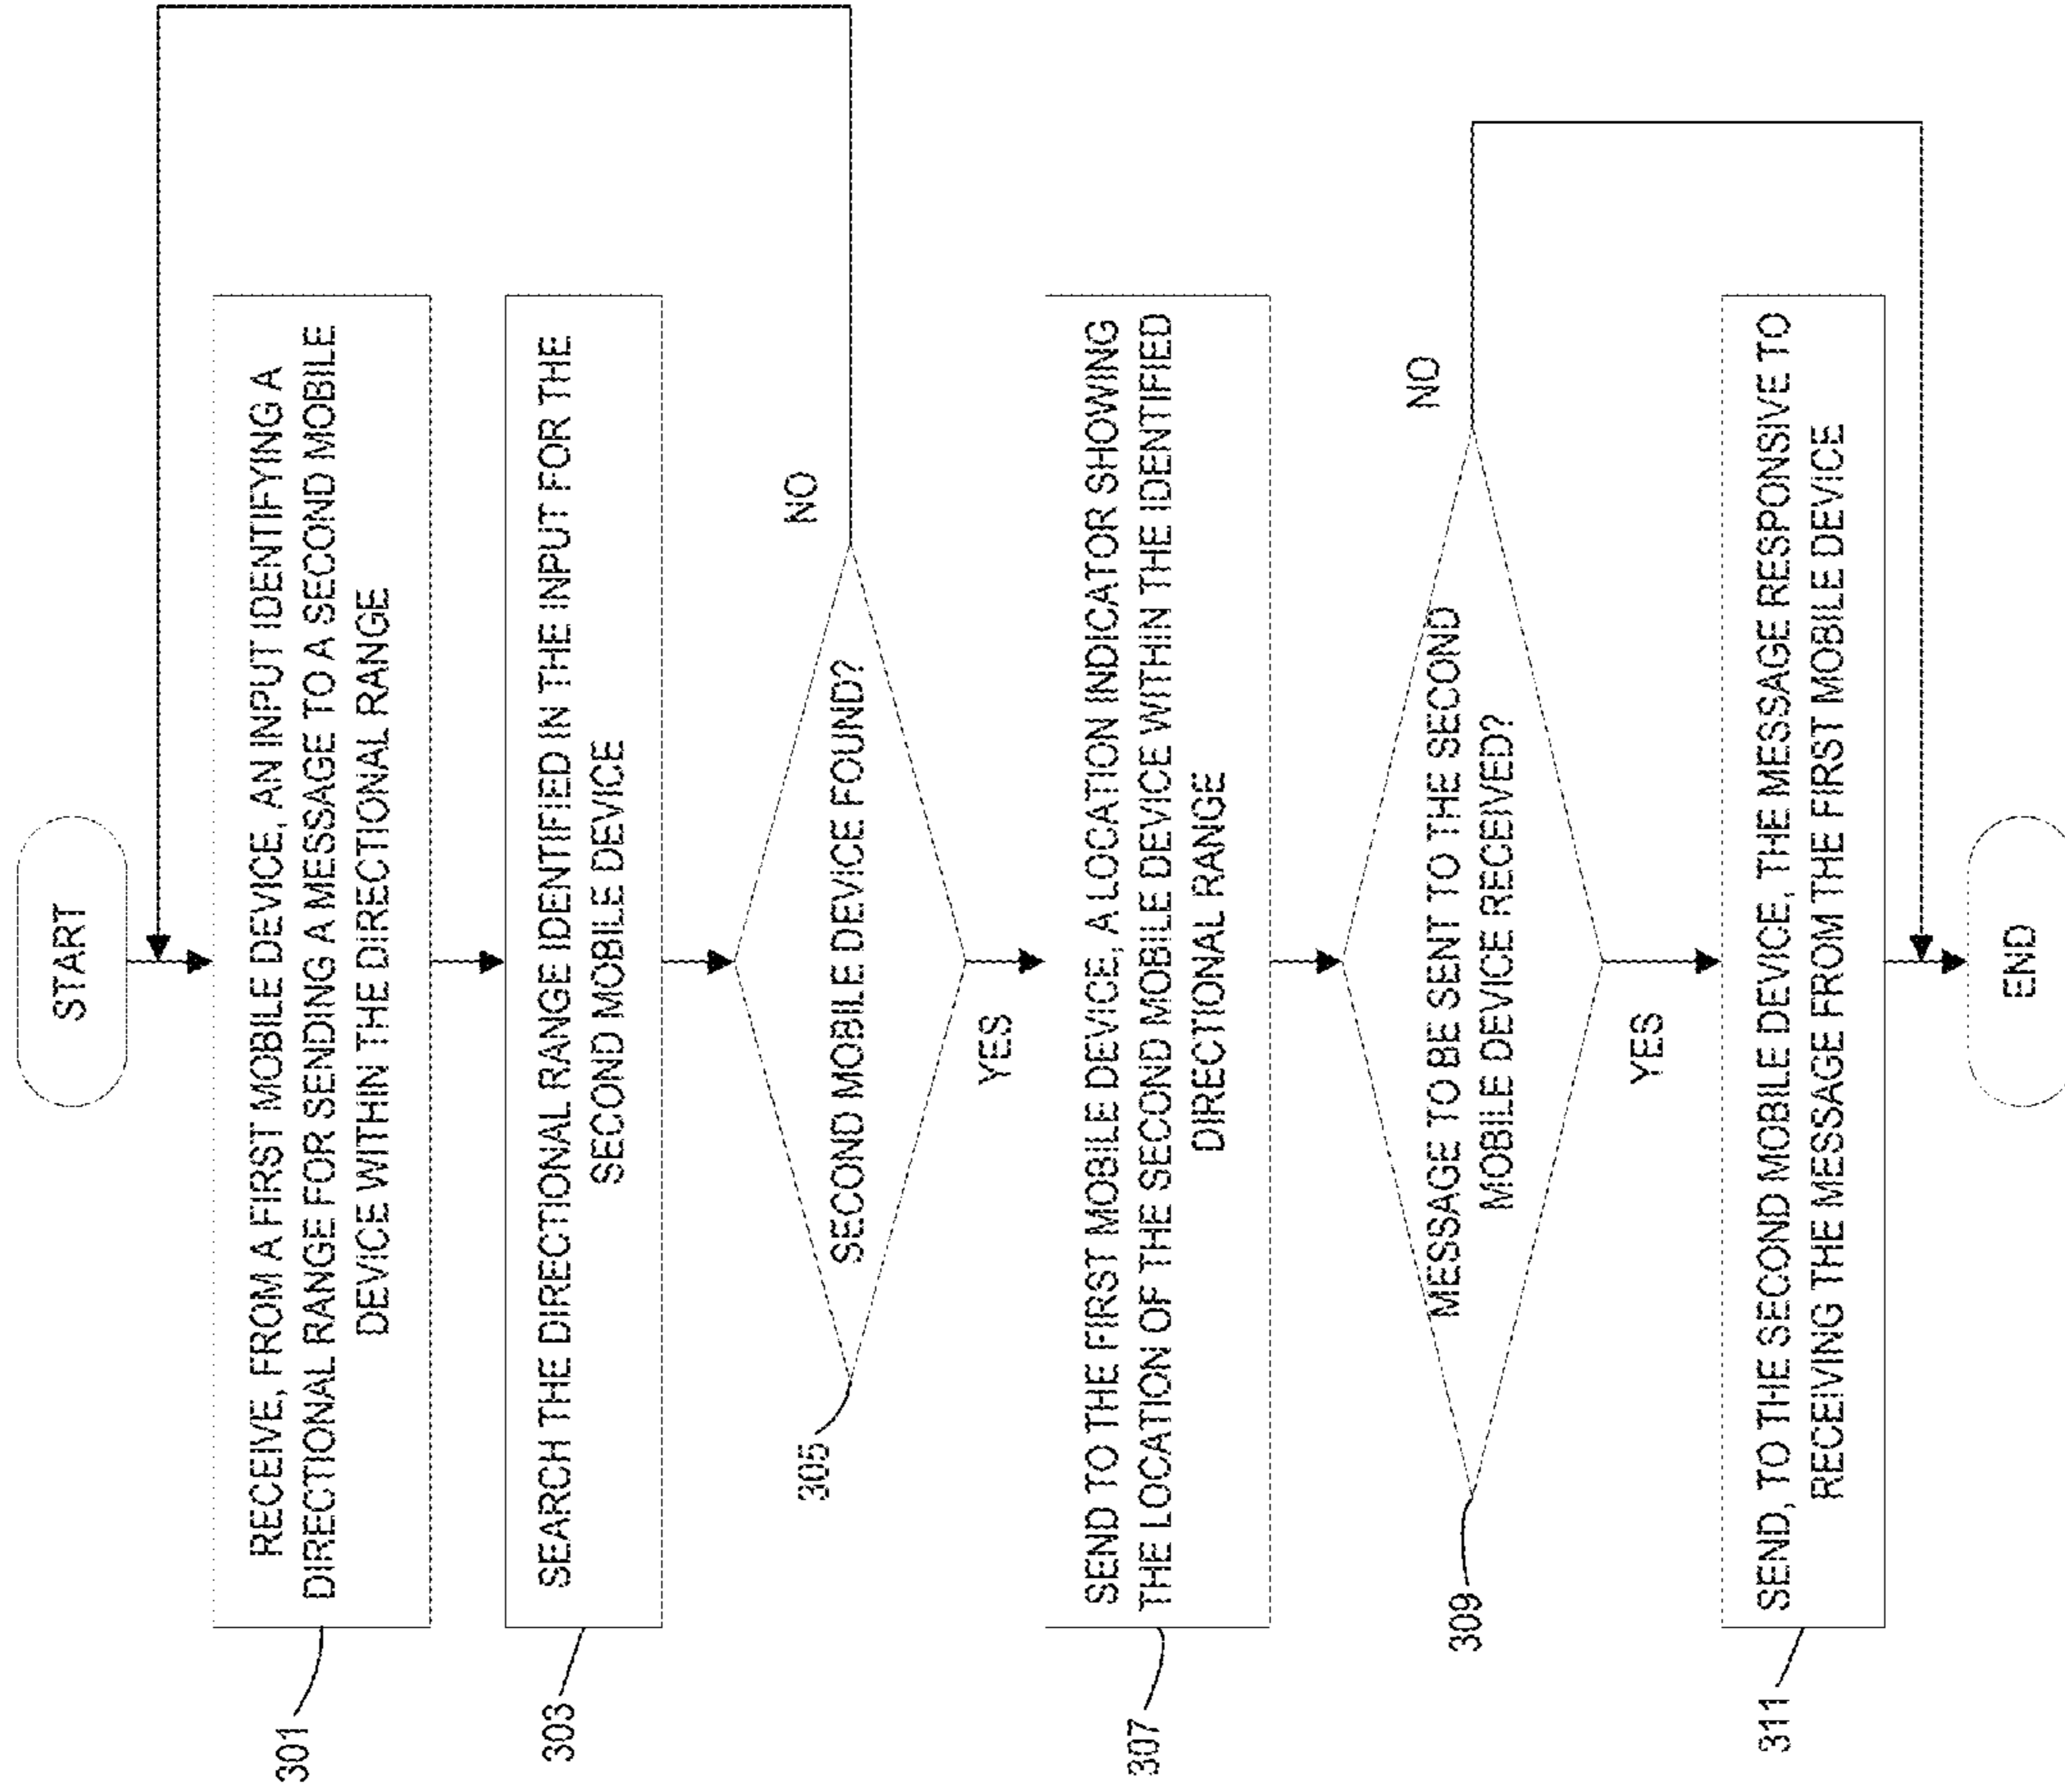 START
301
RECEIVE, FROM A FIRST MOBILE DEVICE, AN INPUT IDENTIFYING A
DIRECTIONAL RANGE FOR SENDING A MESSAGE TO A SECOND MOBILE
DEVICE WITHIN THE DIRECTIONAL RANGE
303
SEARCH THE DIRECTIONAL RANGE IDENTIFIED IN THE INPUT FOR THE
SECOND MOBILE DEVICE
305
SECOND MOBILE DEVICE FOUND?
NO
YES
307
SEND TO THE FIRST MOBILE DEVICE, A LOCATION INDICATOR SHOWING
THE LOCATION OF THE SECOND MOBILE DEVICE WITHIN THE IDENTIFIED
DIRECTIONAL RANGE
309
MESSAGE TO BE SENT TO THE SECOND
MOBILE DEVICE RECEIVED?
NO
YES
311
SEND, TO THE SECOND MOBILE DEVICE, THE MESSAGE RESPONSIVE TO
RECEIVING THE MESSAGE FROM THE FIRST MOBILE DEVICE
END